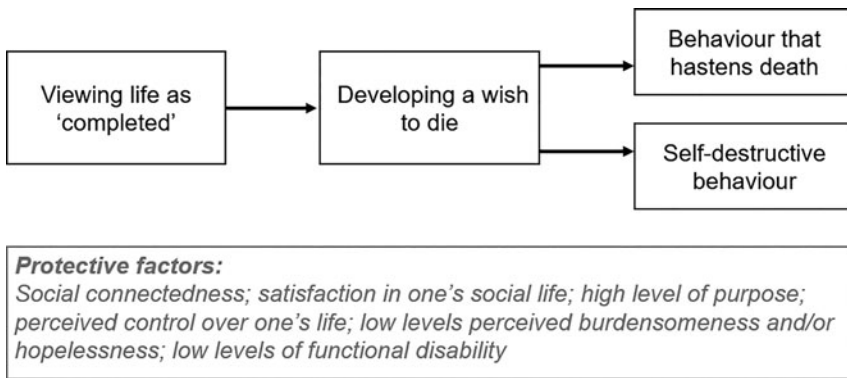 Viewing life as
‘completed’
Developing a wish
to die
Behaviour that
hastens death
Self-destructive
behaviour
Protective factors:
Social connectedness; satisfaction in one’s social life; high level of purpose;
perceived control over one’s life; low levels perceived burdensomeness and/or
hopelessness; low levels of functional disability